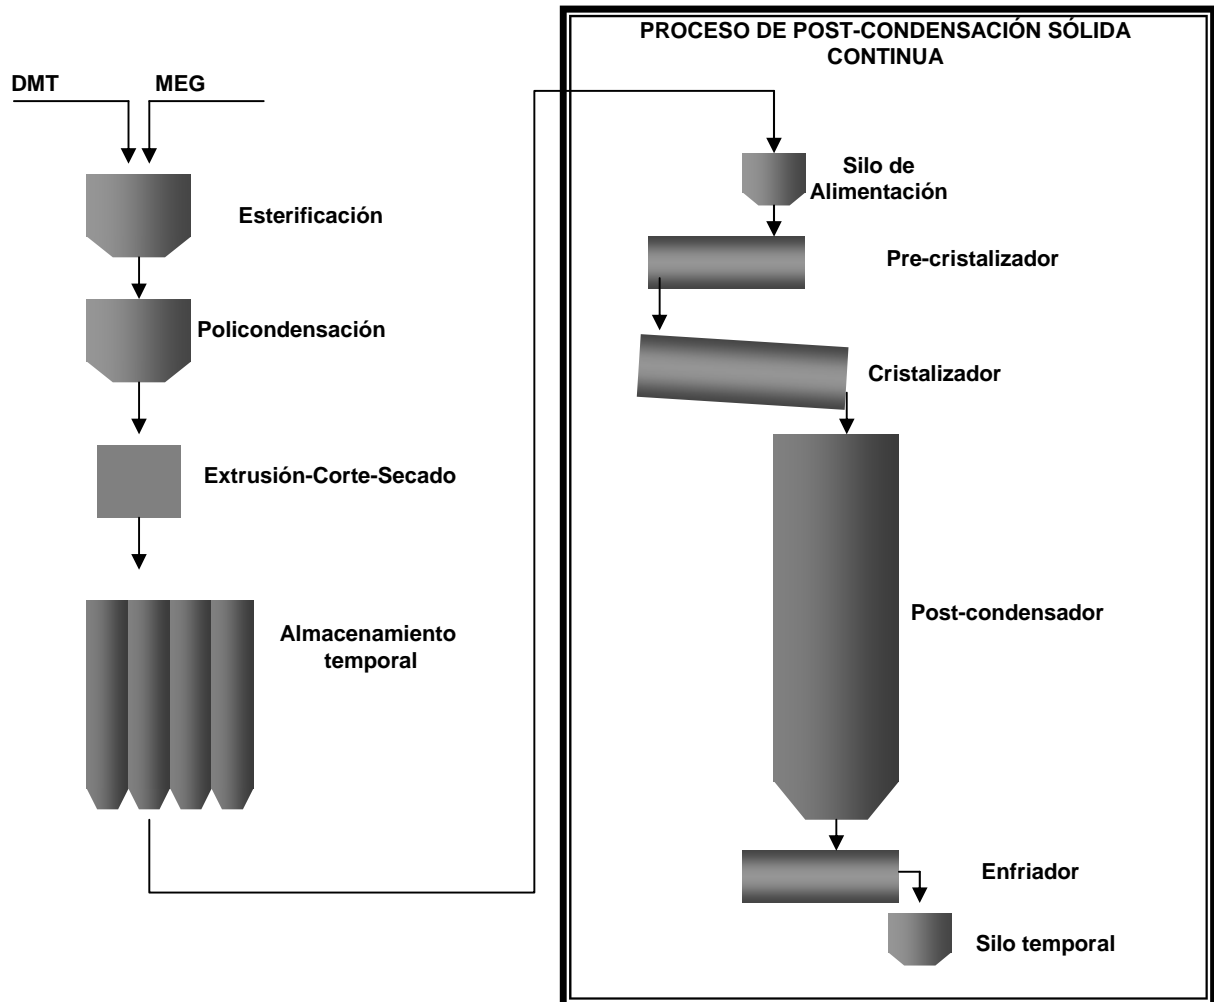 PROCESO DE POST-CONDENSACIÓN SÓLIDA
CONTINUA
DMT
MEG
Esterificación
Policondensación
Extrusión-Corte-Secado
Almacenamiento
temporal
Silo de
Alimentación
Pre-cristalizador
Cristalizador
Post-condensador
Enfriador
Silo temporal